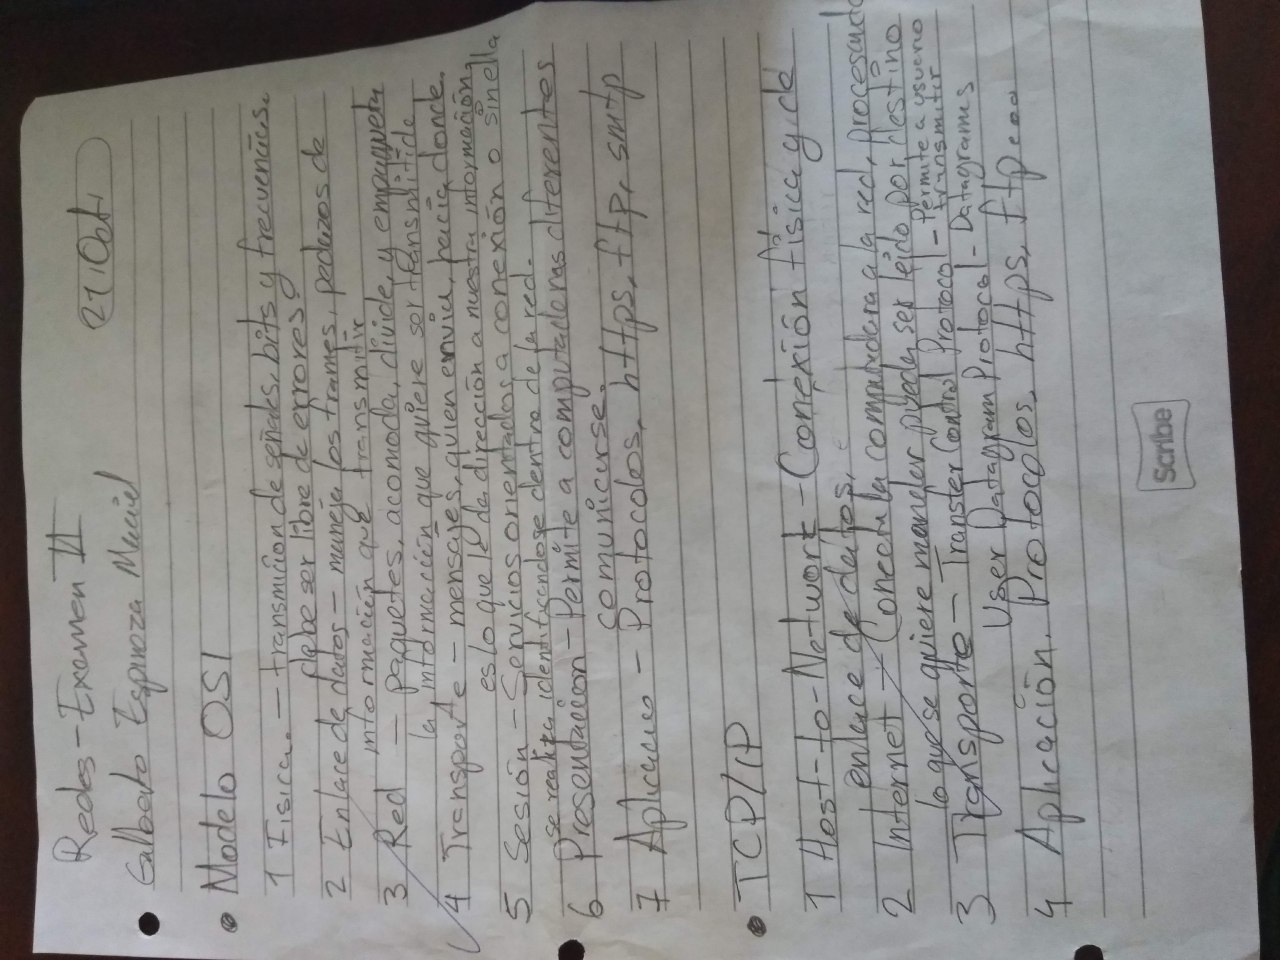 Redes - Examen II
21 Oct
Gilberto Espinoza Maciel
Modelo OSI
1 Fisica. - transmicion de señales, bits y frecuencias.
debe ser libre de errores.
2 Enlace de datos - maneja los frames, pedazos de
información que transmitir
3 Red - paquetes, acomoda, divide, y empaqueta
la información que quiere ser transmitida
4 Transporte - mensajes, quien envia, hacia donde.
es lo que le da dirección a nuestra información
5 Sesión - Servicios orientados a conexión o sin ella
se realiza identificandose dentro de la red.
6 Presentacion - Permite a computadoras diferentes
comunicarse.
7 Aplicacion - Protocolos, https, ftp, smtp
TCP/IP
1 Host-to-Network - Conexión física y de
enlace de datos.
2 Internet - Conecta la computadora a la red, procesando
lo que se quiere mandar pueda ser leido por destino
3 Transporte - Transfer Control Protocol - Permite a usuario
transmitir
User Datagram Protocol - Datagrames
4 Aplicación. Protocolos, https, ftp...
Scribe